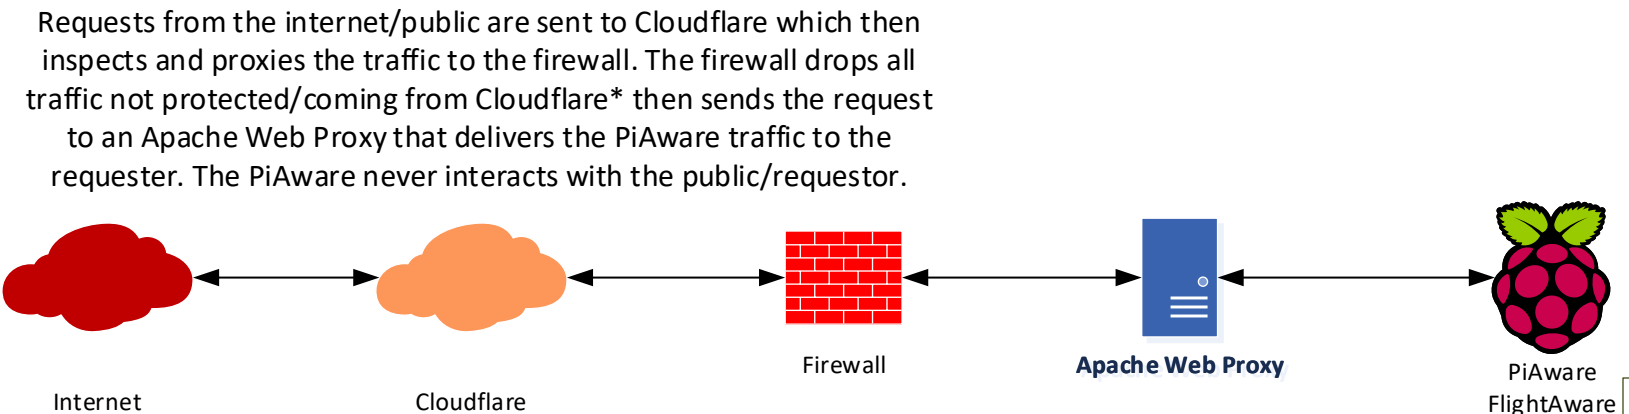 Requests from the internet/public are sent to Cloudflare which then
inspects and proxies the traffic to the firewall. The firewall drops all
traffic not protected/coming from Cloudflare* then sends the request
to an Apache Web Proxy that delivers the PiAware traffic to the
requester. The PiAware never interacts with the public/requestor.
Internet
Cloudflare
Firewall
Apache Web Proxy
PiAware
FlightAware